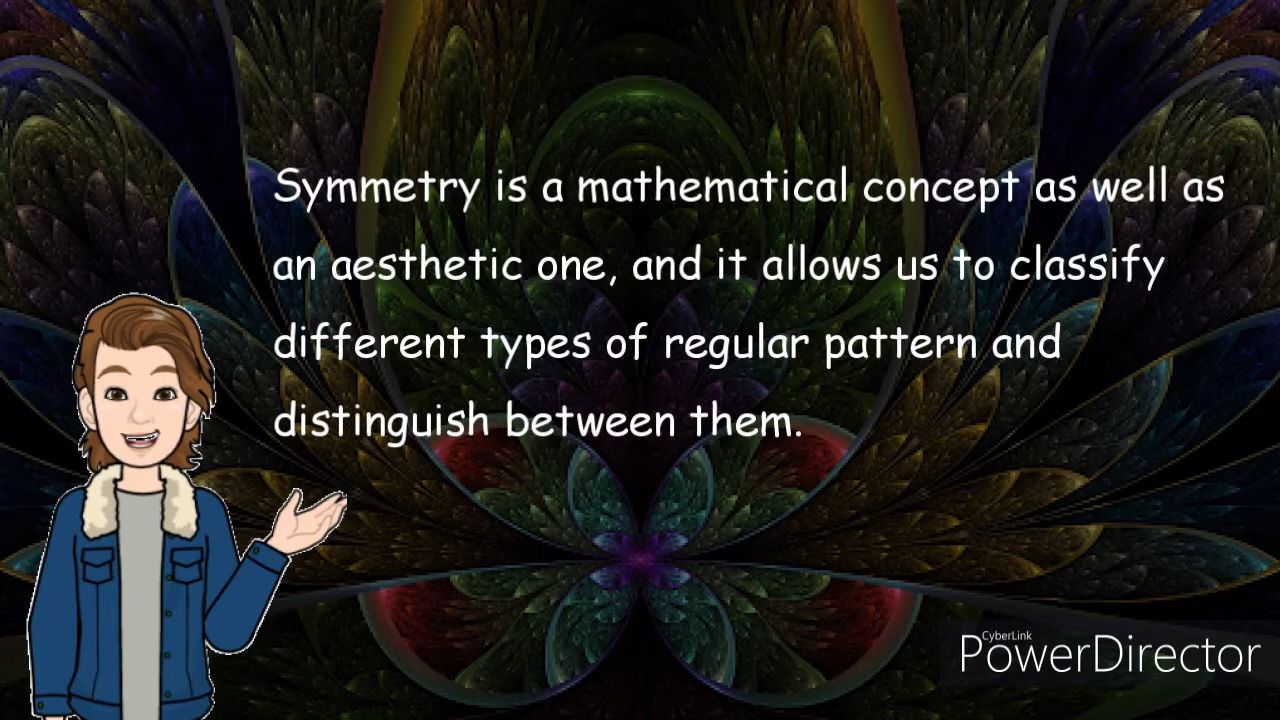 Symmetry is a mathematical concept as well as
an aesthetic one, and it allows us to classify
different types of regular pattern and
distinguish between them.
CyberLink
PowerDirector